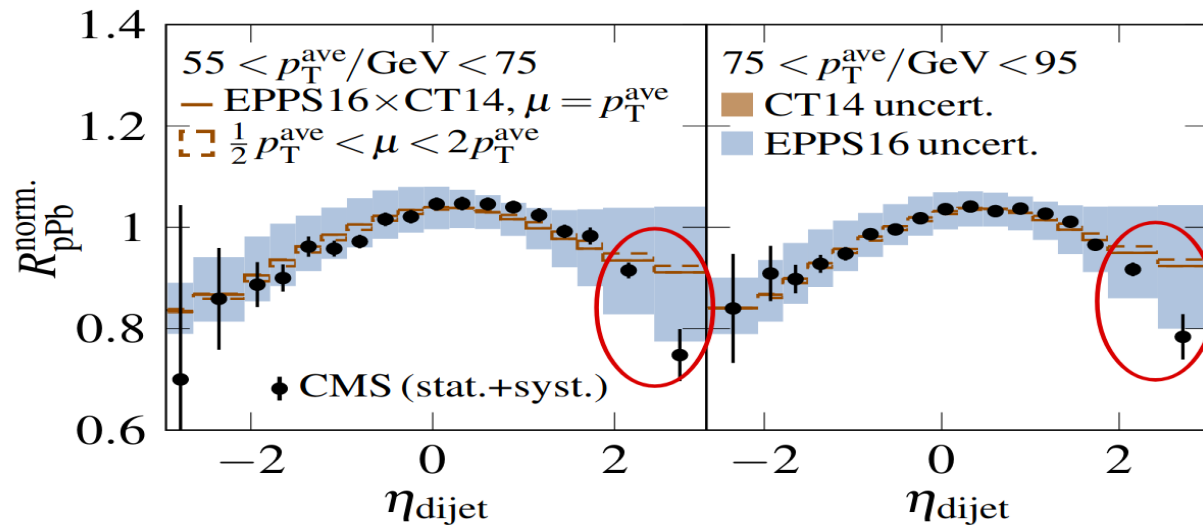 1.4
1.2
1
0.8
0.6
R_pPb^norm.
55 < p_T^ave/GeV < 75
EPPS16×CT14, μ = p_T^ave
½ p_T^ave < μ < 2p_T^ave
CMS (stat.+syst.)
75 < p_T^ave/GeV < 95
CT14 uncert.
EPPS16 uncert.
−2 0 2 −2 0 2
η_dijet η_dijet